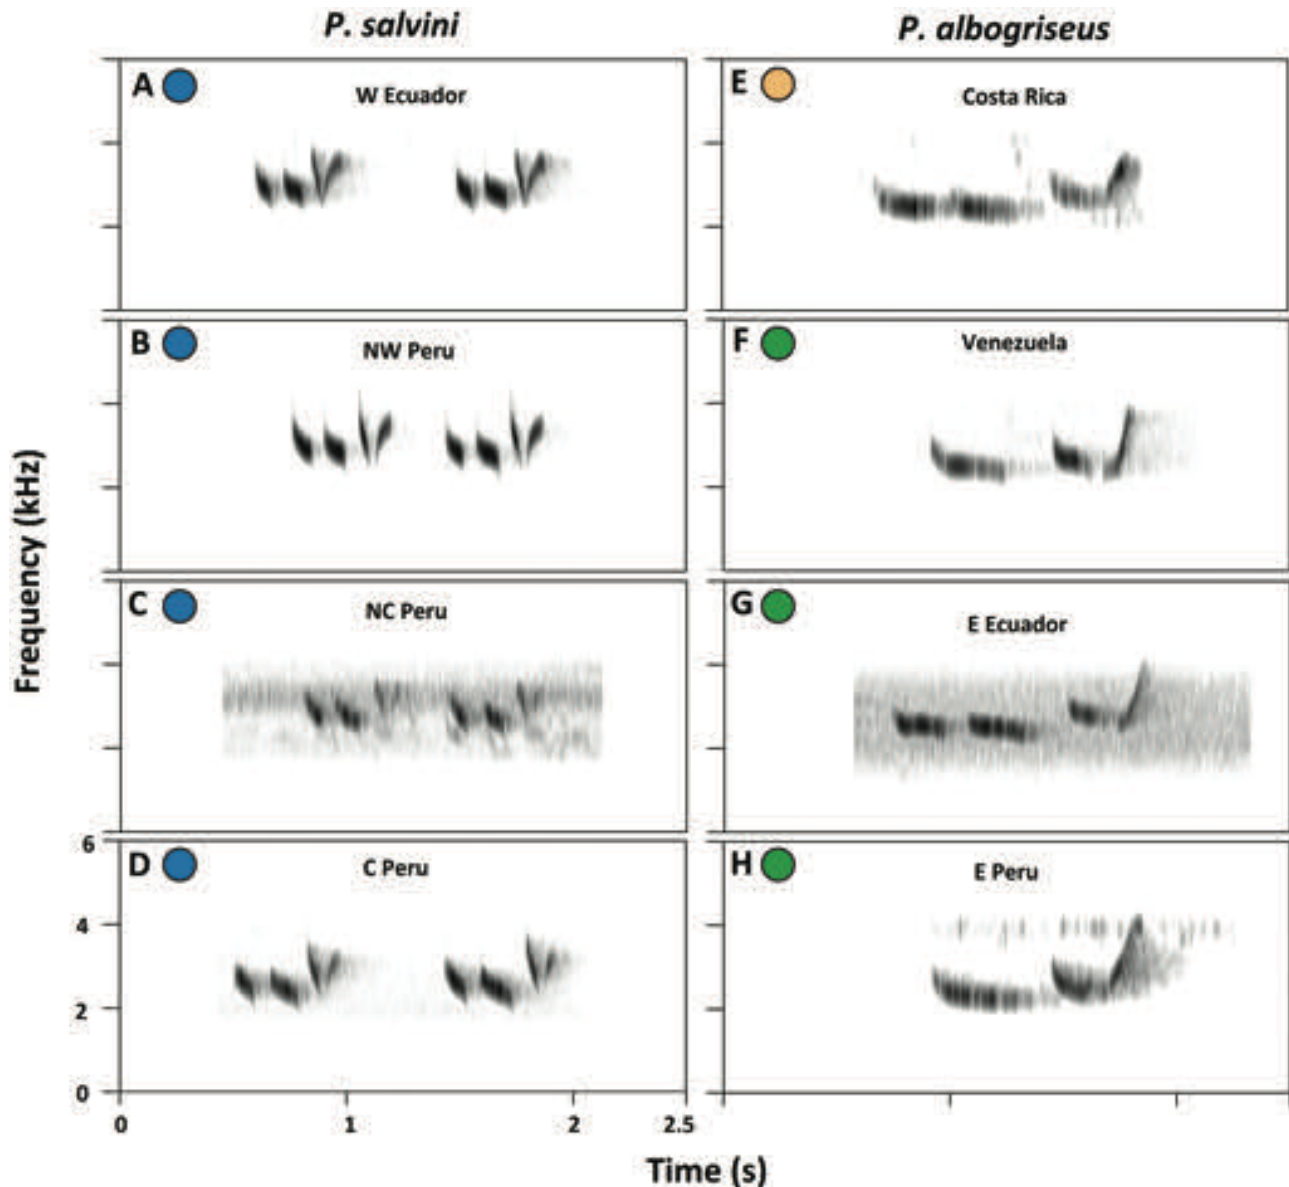 P. salvini
P. albogriseus
A
W Ecuador
E
Costa Rica
B
NW Peru
F
Venezuela
C
NC Peru
G
E Ecuador
D
C Peru
H
E Peru
Frequency (kHz)
6
4
2
0
0
1
2
2.5
Time (s)